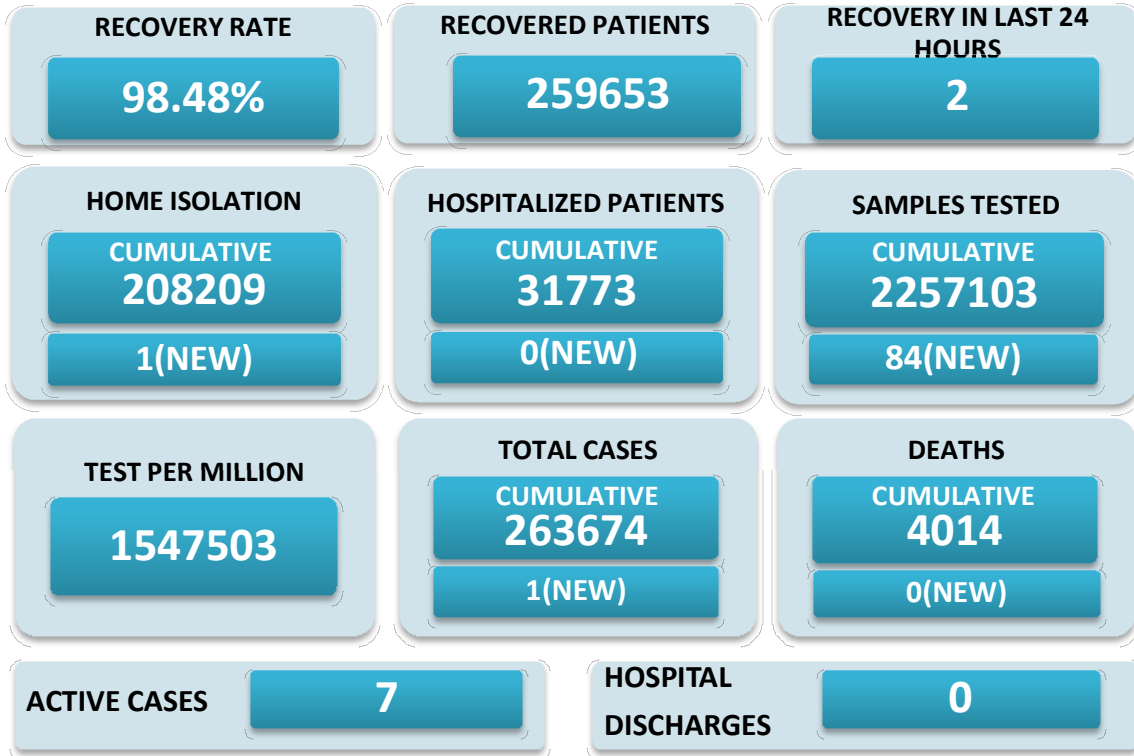 RECOVERY RATE
98.48%
RECOVERED PATIENTS
259653
RECOVERY IN LAST 24
HOURS
2
HOME ISOLATION
CUMULATIVE
208209
1(NEW)
HOSPITALIZED PATIENTS
CUMULATIVE
31773
0(NEW)
SAMPLES TESTED
CUMULATIVE
2257103
84(NEW)
TEST PER MILLION
1547503
TOTAL CASES
CUMULATIVE
263674
1(NEW)
DEATHS
CUMULATIVE
4014
0(NEW)
ACTIVE CASES
7
HOSPITAL
DISCHARGES
0